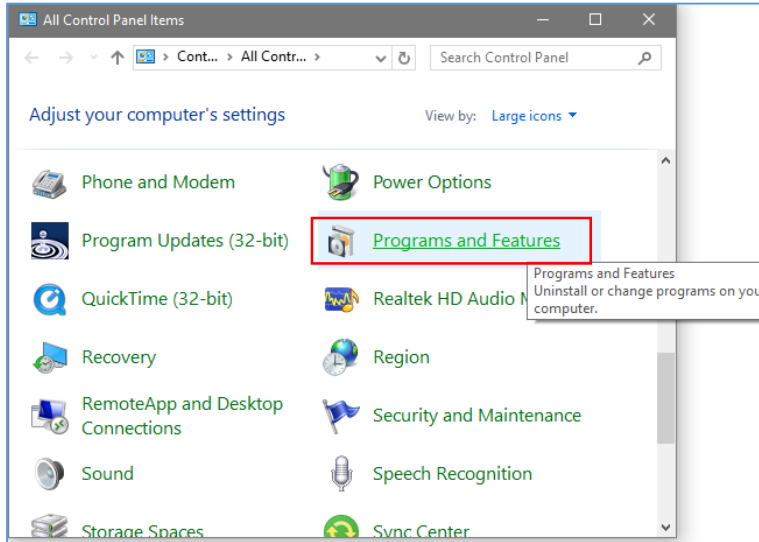 All Control Panel Items
Cont... > All Contr... >
Search Control Panel
Adjust your computer's settings
View by: Large icons
Phone and Modem
Power Options
Program Updates (32-bit)
Programs and Features
Programs and Features
Uninstall or change programs on you
computer.
QuickTime (32-bit)
Realtek HD Audio
Recovery
Region
RemoteApp and Desktop
Connections
Security and Maintenance
Sound
Speech Recognition
Storage Spaces
Sync Center